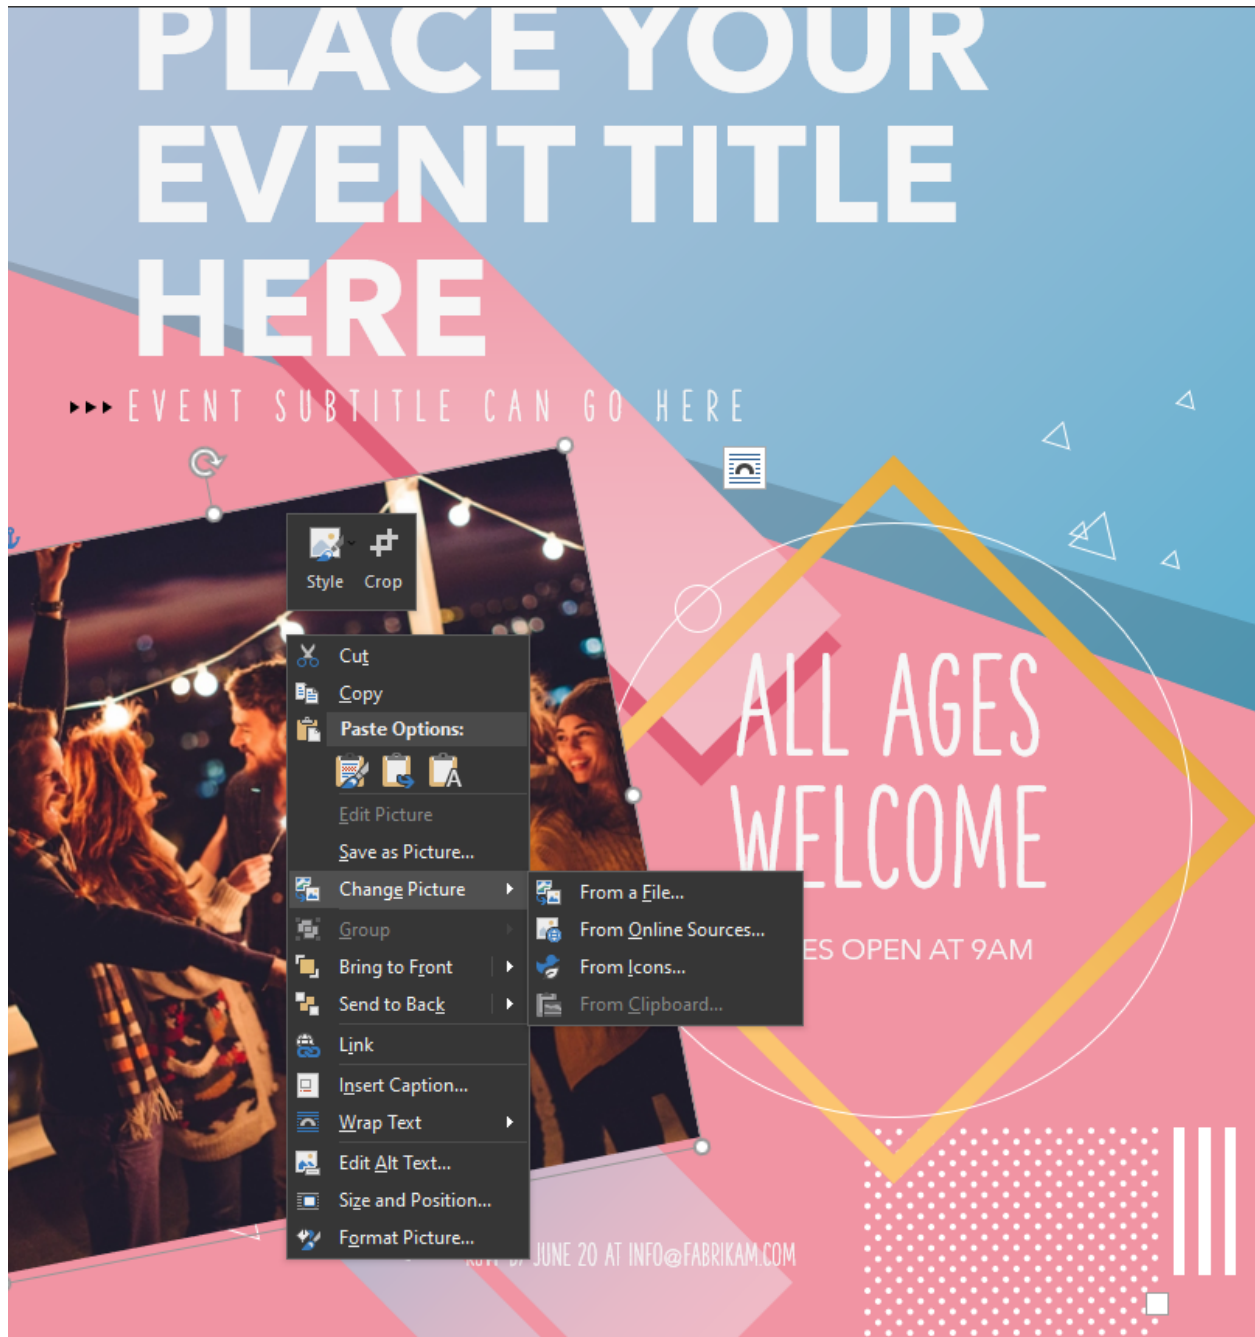 PLACE YOUR
EVENT TITLE
HERE
EVENT SUBTITLE CAN GO HERE
Style Crop
Cut
Copy
Paste Options:
Edit Picture
Save as Picture...
Change Picture
Group
Bring to Front
Send to Back
Link
Insert Caption...
Wrap Text
Edit Alt Text...
Size and Position...
Format Picture...
From a File...
From Online Sources...
From Icons...
From Clipboard...
ALL AGES
WELCOME
ES OPEN AT 9AM
JUNE 20 AT INFO@FABRIKAM.COM